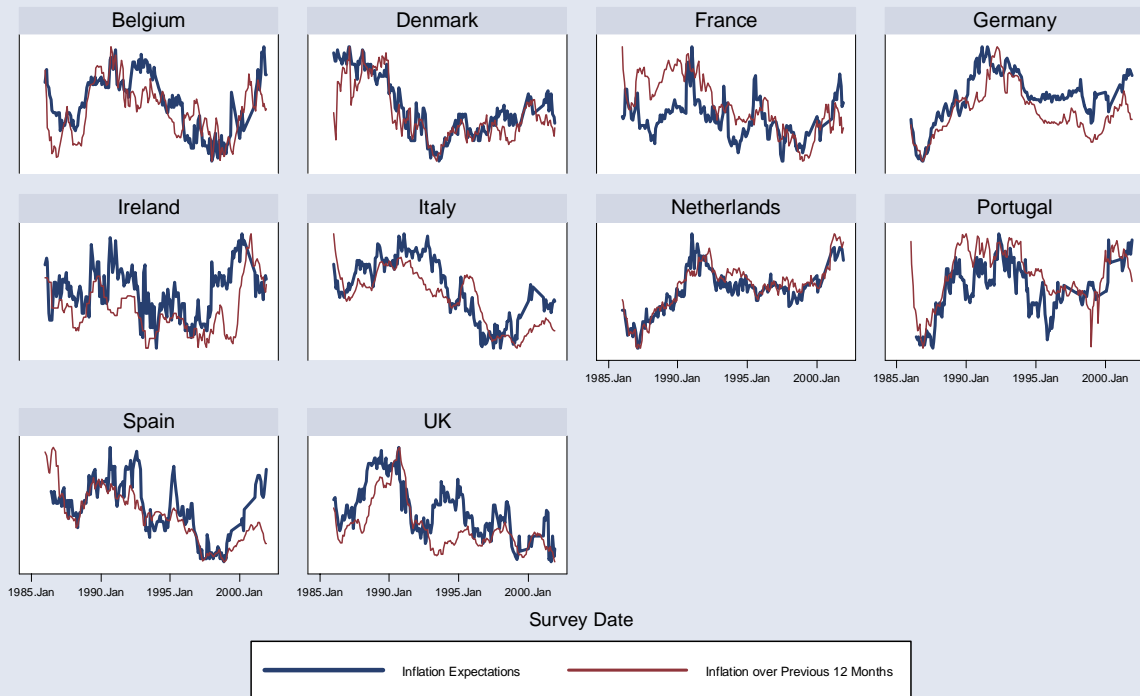 Belgium
Denmark
France
Germany
Ireland
Italy
Netherlands
Portugal
1985.Jan 1990.Jan 1995.Jan 2000.Jan
1985.Jan 1990.Jan 1995.Jan 2000.Jan
Spain
UK
1985.Jan 1990.Jan 1995.Jan 2000.Jan
1985.Jan 1990.Jan 1995.Jan 2000.Jan
Survey Date
Inflation Expectations
Inflation over Previous 12 Months